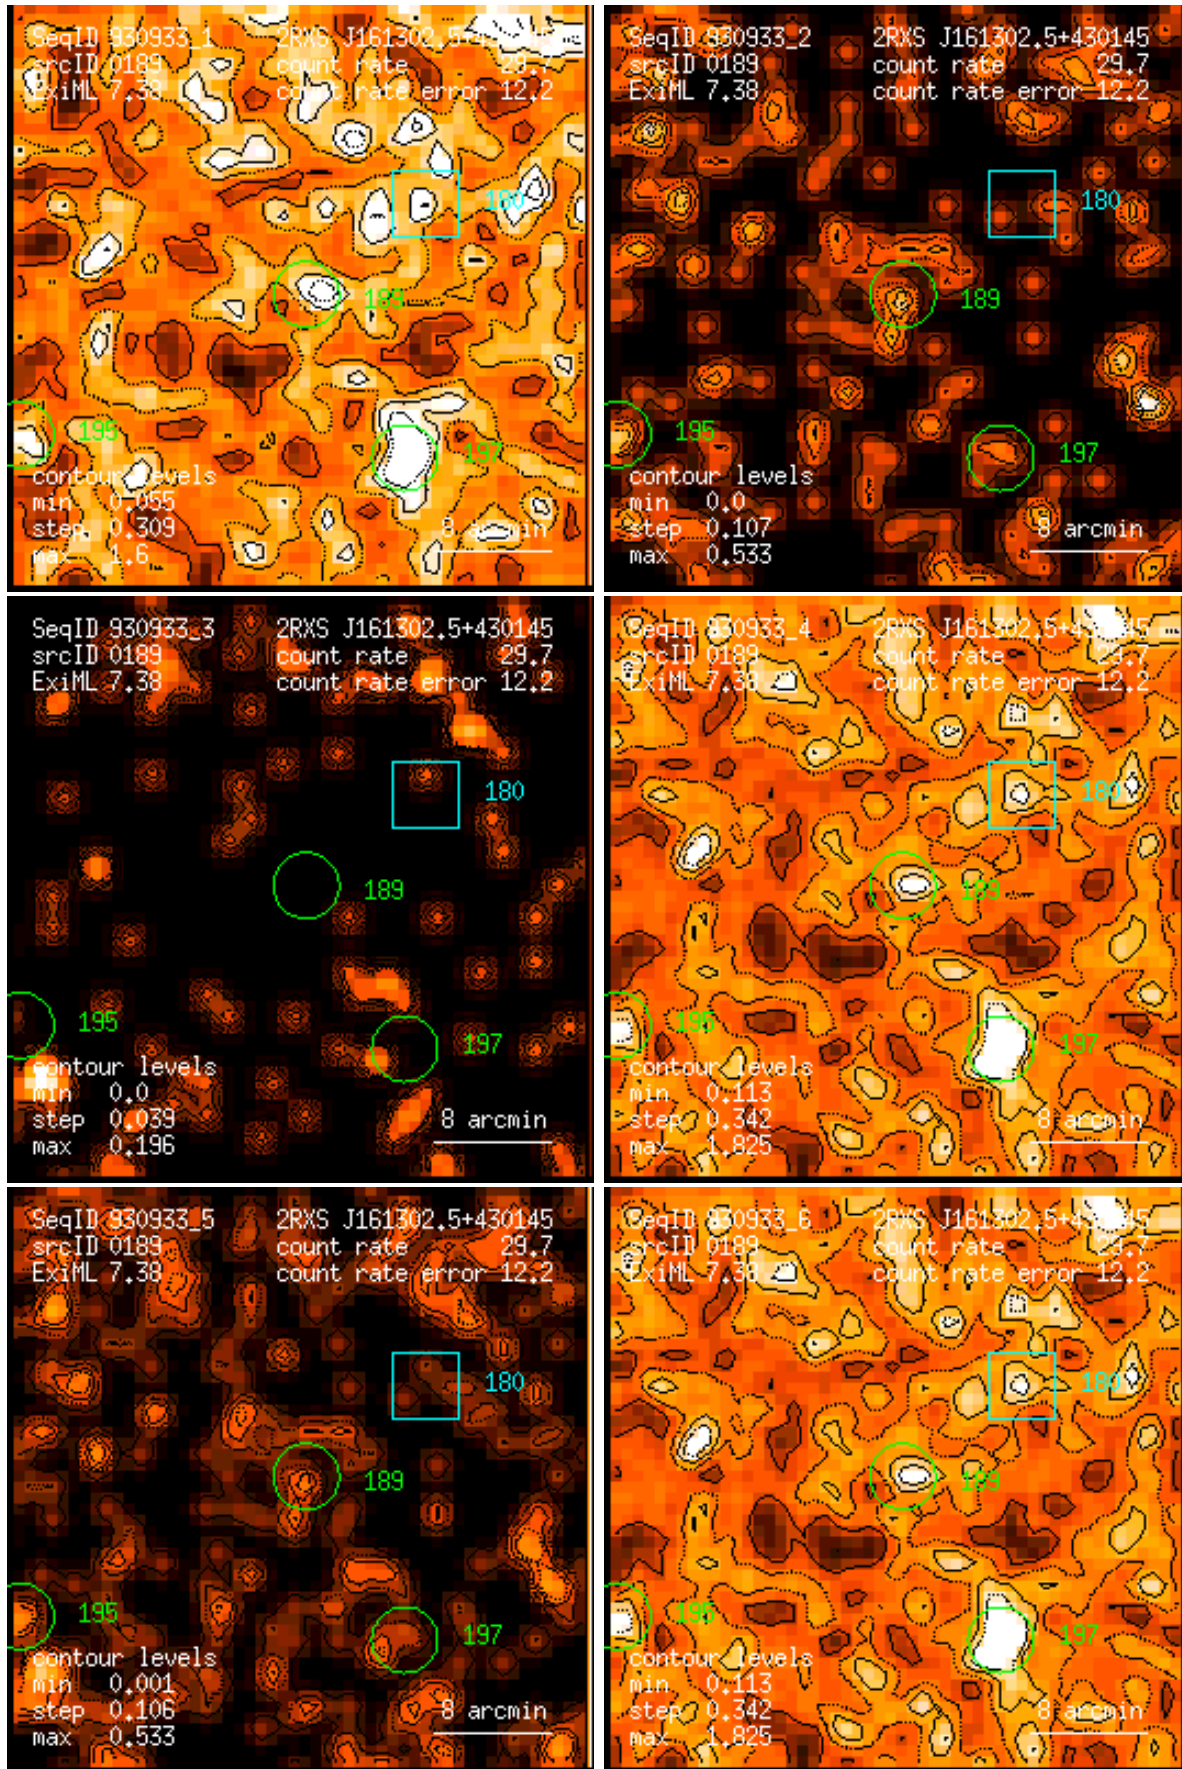 SeqID 930933_1 2RXS J161302.5+430145
srcID 0189 count rate 29.7
ExiML 7.38 count rate error 12.2
180
189
195
197
contour levels
min 0.055
step 0.309 8 arcmin
max 1.6
SeqID 930933_2 2RXS J161302.5+430145
srcID 0189 count rate 29.7
ExiML 7.38 count rate error 12.2
180
189
195
197
contour levels
min 0.0
step 0.107 8 arcmin
max 0.533
SeqID 930933_3 2RXS J161302.5+430145
srcID 0189 count rate 29.7
ExiML 7.38 count rate error 12.2
180
189
195
197
contour levels
min 0.0
step 0.039 8 arcmin
max 0.196
SeqID 930933_4 2RXS J161302.5+430145
srcID 0189 count rate 29.7
ExiML 7.38 count rate error 12.2
180
189
195
197
contour levels
min 0.113
step 0.342 8 arcmin
max 1.825
SeqID 930933_5 2RXS J161302.5+430145
srcID 0189 count rate 29.7
ExiML 7.38 count rate error 12.2
180
189
195
197
contour levels
min 0.001
step 0.106 8 arcmin
max 0.533
SeqID 930933_6 2RXS J161302.5+430145
srcID 0189 count rate 29.7
ExiML 7.38 count rate error 12.2
180
189
195
197
contour levels
min 0.113
step 0.342 8 arcmin
max 1.825